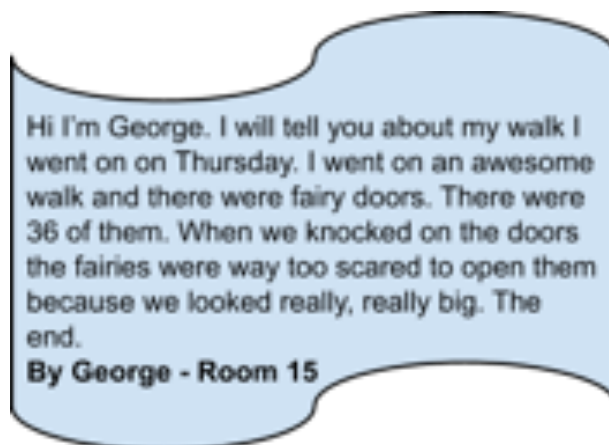 Hi I'm George. I will tell you about my walk I
went on on Thursday. I went on an awesome
walk and there were fairy doors. There were
36 of them. When we knocked on the doors
the fairies were way too scared to open them
because we looked really, really big. The
end.
By George - Room 15